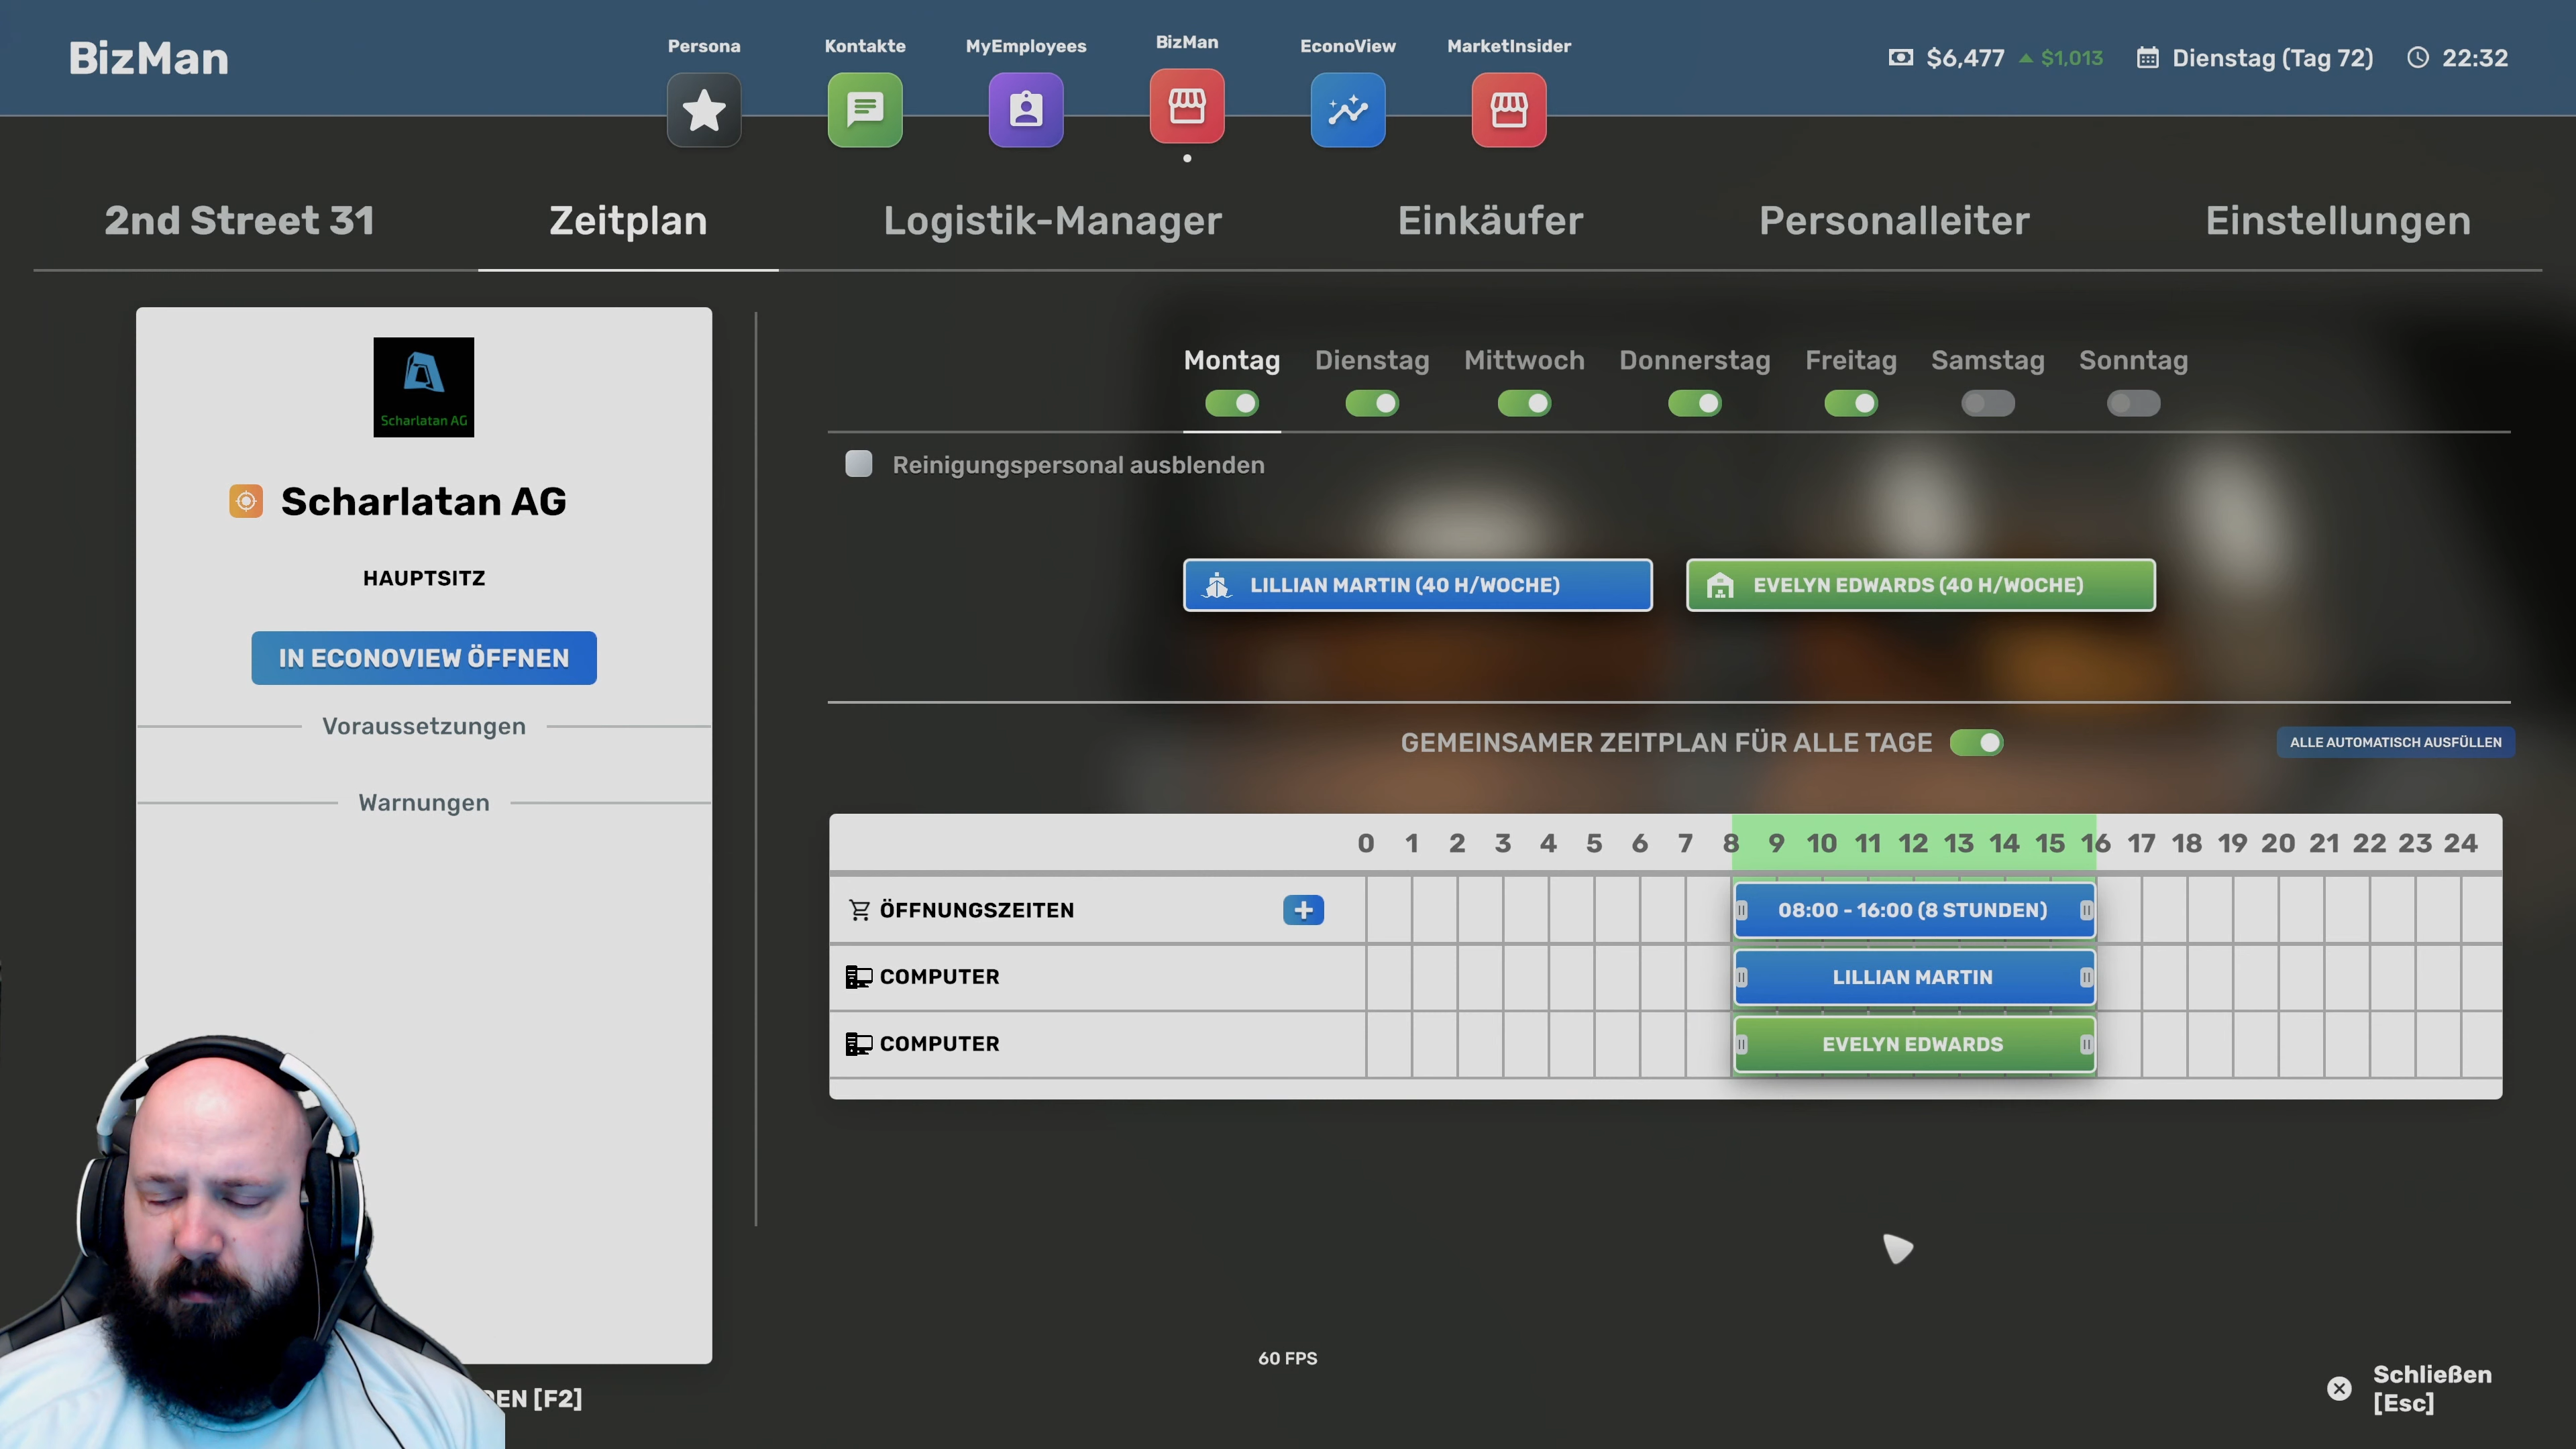 BizMan
Persona
Kontakte
MyEmployees
BizMan
EconoView
MarketInsider
$6,477 $1,013
Dienstag (Tag 72)
22:32
2nd Street 31
Zeitplan
Logistik-Manager
Einkäufer
Personalleiter
Einstellungen
Scharlatan AG
Scharlatan AG
HAUPTSITZ
IN ECONOVIEW ÖFFNEN
Voraussetzungen
Warnungen
Montag
Dienstag
Mittwoch
Donnerstag
Freitag
Samstag
Sonntag
Reinigungspersonal ausblenden
LILLIAN MARTIN (40 H/WOCHE)
EVELYN EDWARDS (40 H/WOCHE)
GEMEINSAMER ZEITPLAN FÜR ALLE TAGE
ALLE AUTOMATISCH AUSFÜLLEN
0 1 2 3 4 5 6 7 8 9 10 11 12 13 14 15 16 17 18 19 20 21 22 23 24
ÖFFNUNGSZEITEN
08:00 - 16:00 (8 STUNDEN)
COMPUTER
LILLIAN MARTIN
COMPUTER
EVELYN EDWARDS
60 FPS
[F2]
Schließen
[Esc]